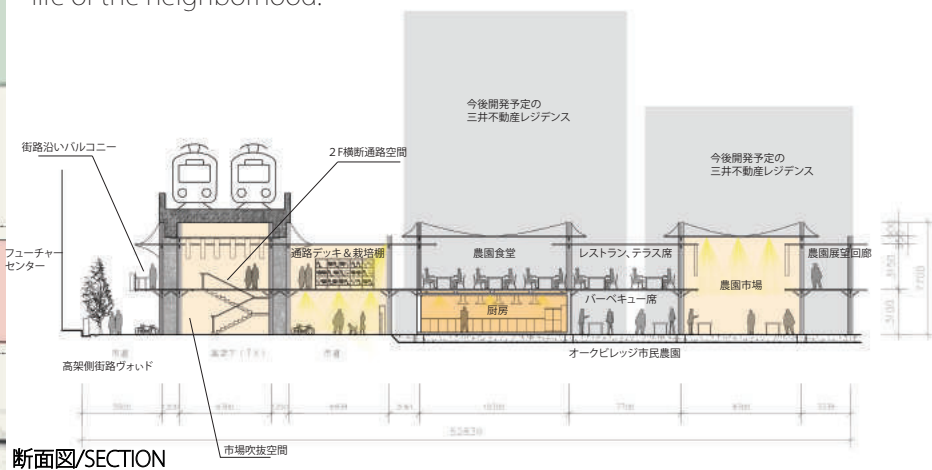 life of the neighborhood.
今後開発予定の
三井不動産レジデンス
今後開発予定の
三井不動産レジデンス
街路沿いバルコニー
2F横断通路空間
フューチャー
センター
通路デッキ&栽培棚
農園食堂
レストラン、テラス席
農園展望回廊
農園市場
厨房
バーベキュー席
オークビレッジ市民農園
高架側街路ヴォイド
市場吹抜空間
断面図/SECTION